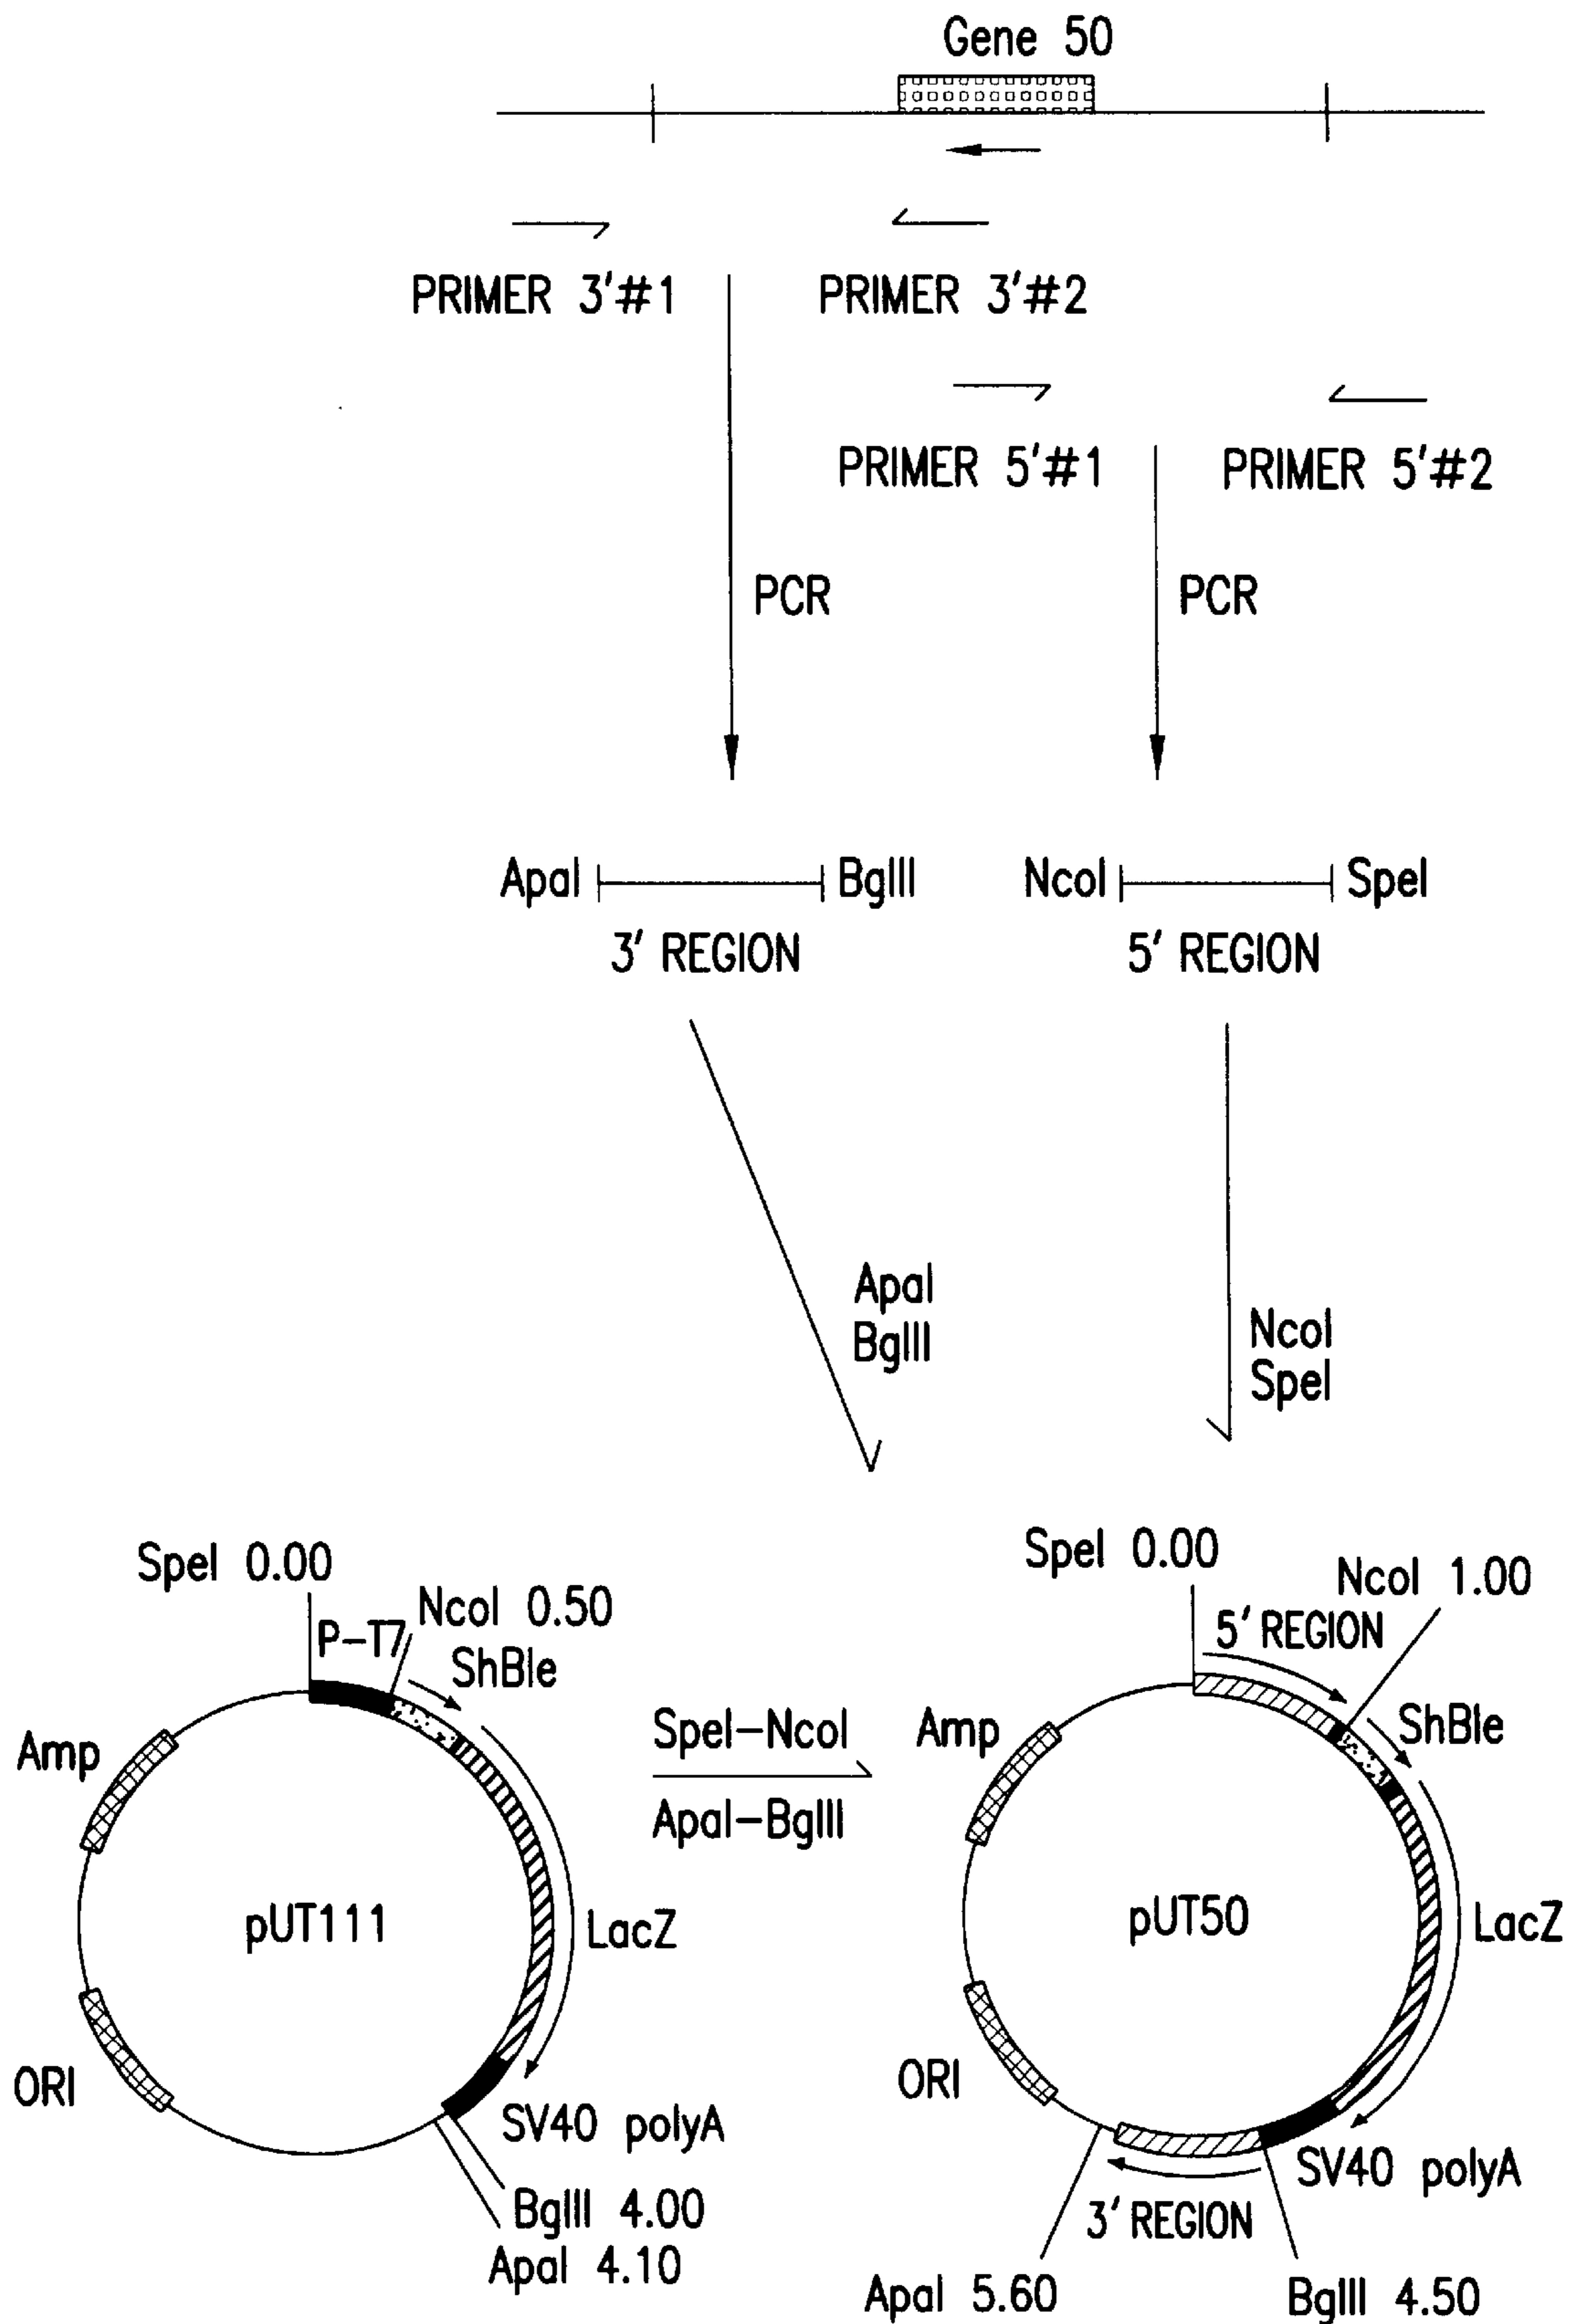 Gene 50
PRIMER 3'#1
PRIMER 3'#2
PRIMER 5'#1
PRIMER 5'#2
PCR
PCR
ApaI
BglII
NcoI
SpeI
3' REGION
5' REGION
ApaI
BglII
NcoI
SpeI
SpeI 0.00
P-T7
NcoI 0.50
ShBle
Amp
pUT111
LacZ
ORI
SV40 polyA
BglII 4.00
ApaI 4.10
SpeI-NcoI
ApaI-BglII
SpeI 0.00
NcoI 1.00
5' REGION
ShBle
Amp
pUT50
LacZ
ORI
SV40 polyA
3' REGION
ApaI 5.60
BglII 4.50